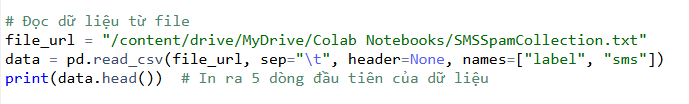 # Đọc dữ liệu từ file
file_url = "/content/drive/MyDrive/Colab Notebooks/SMSSpamCollection.txt"
data = pd.read_csv(file_url, sep="\t", header=None, names=["label", "sms"])
print(data.head())  # In ra 5 dòng đầu tiên của dữ liệu